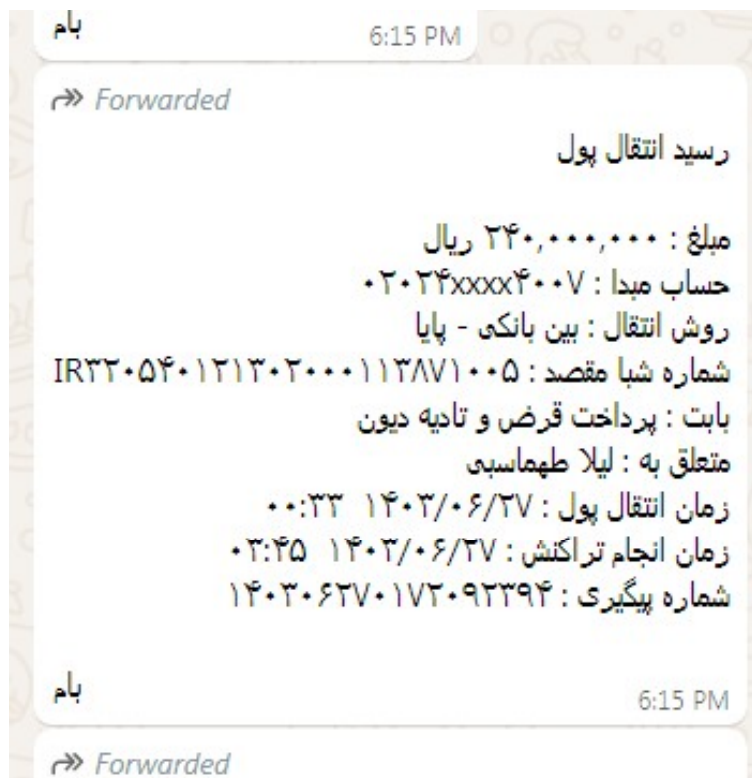 بام
6:15 PM
Forwarded
رسید انتقال پول
مبلغ : ۲۴۰,۰۰۰,۰۰۰ ریال
حساب مبدا : ۰۲۰۲۴xxxx۴۰۰۷
روش انتقال : بین بانکی - پایا
شماره شبا مقصد : IR۳۲۰۵۴۰۱۲۱۳۰۲۰۰۰۱۱۳۸۷۱۰۰۵
بابت : پرداخت قرض و تادیه دیون
متعلق به : لیلا طهماسبی
زمان انتقال پول : ۱۴۰۳/۰۶/۲۷ ۰۰:۳۳
زمان انجام تراکنش : ۱۴۰۳/۰۶/۲۷ ۰۳:۴۵
شماره پیگیری : ۱۴۰۳۰۶۲۷۰۱۷۲۰۹۲۳۹۴
بام
6:15 PM
Forwarded